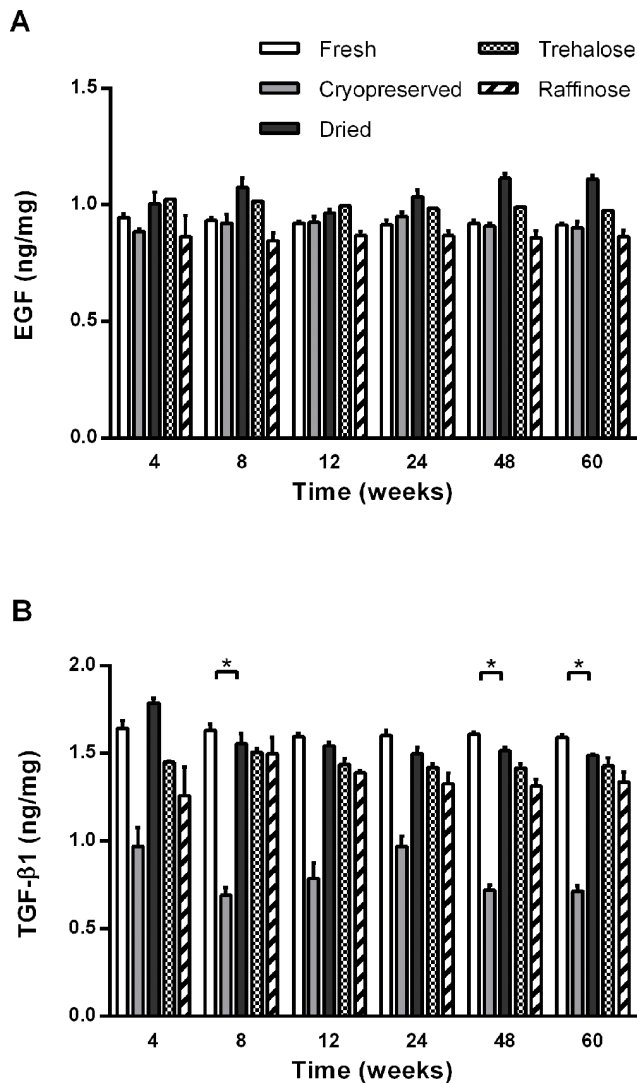 A
Fresh
Trehalose
Cryopreserved
Raffinose
Dried
1.5
1.0
0.5
0.0
EGF (ng/mg)
4 8 12 24 48 60
Time (weeks)
B
* * *
2.0
1.5
1.0
0.5
0.0
TGF-β1 (ng/mg)
4 8 12 24 48 60
Time (weeks)